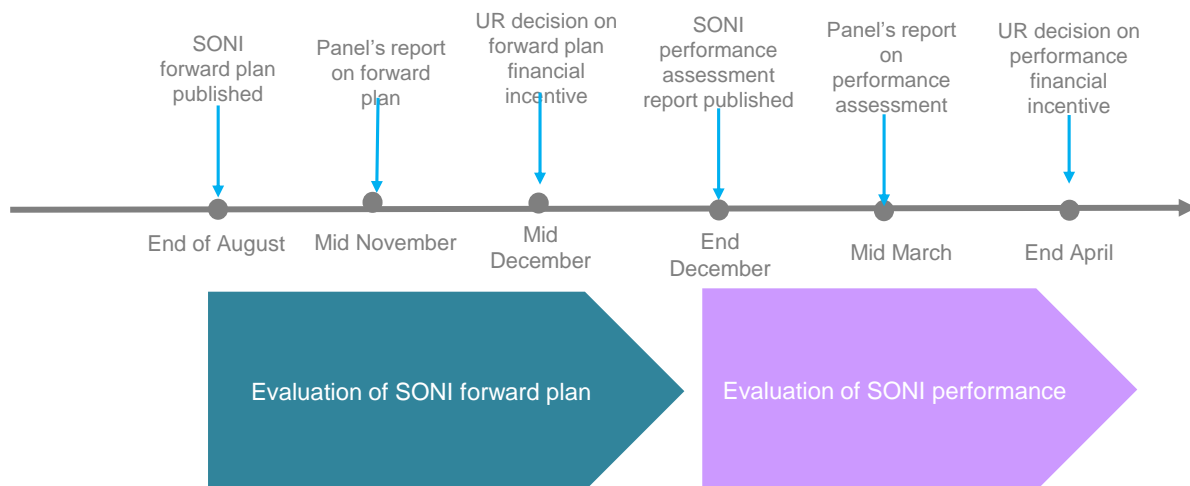 SONI
forward plan
published
Panel's report
on forward
plan
UR decision on
forward plan
financial
incentive
SONI
performance
assessment
report published
Panel's report
on
performance
assessment
UR decision on
performance
financial
incentive
End of August
Mid November
Mid
December
End
December
Mid March
End April
Evaluation of SONI forward plan
Evaluation of SONI performance